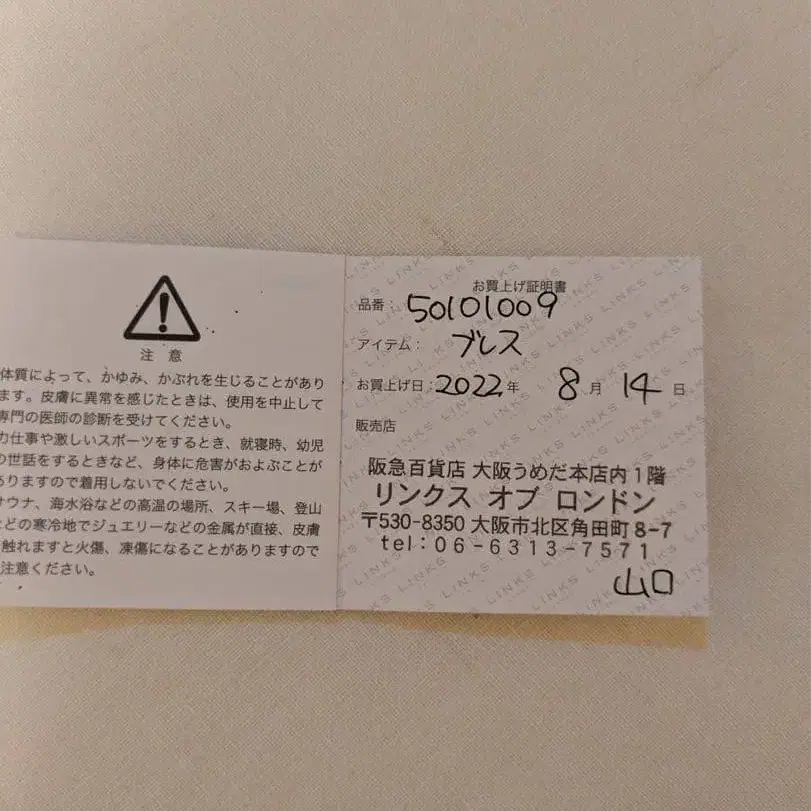 注意
体質によって、かゆみ、かぶれを生じることがあり
ます。皮膚に異常を感じたときは、使用を中止して
専門の医師の診断を受けてください。
力仕事や激しいスポーツをするとき、就寝時、幼児
の世話をするときなど、身体に危害がおよぶことが
ありますので着用しないでください。
サウナ、海水浴などの高温の場所、スキー場、登山
などの寒冷地でジュエリーなどの金属が直接、皮膚
触れますと火傷、凍傷になることがありますので
注意ください。
お買上げ証明書
品番: 50101009
アイテム: ブレス
お買上げ日: 2022年 8月 14日
販売店
阪急百貨店 大阪うめだ本店内1階
リンクス オブ ロンドン
〒530-8350 大阪市北区角田町8-7
tel:06-6313-7571
山口
LINKS LINKS LINKS